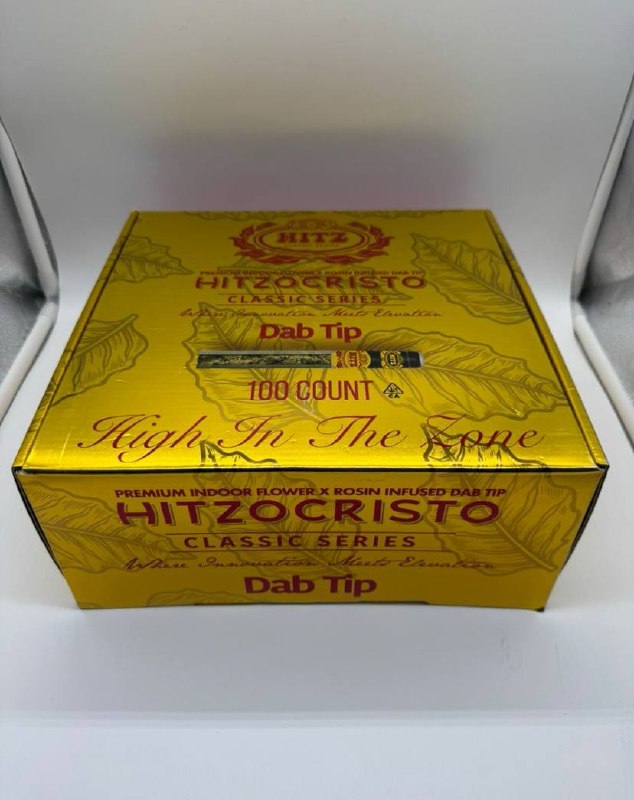 HITZ
PREMIUM INDOOR FLOWER X ROSIN INFUSED DAB TIP
HITZOCRISTO
CLASSIC SERIES
Where Innovation Meets Elevation
Dab Tip
HITZ
100 COUNT
High In The Zone
PREMIUM INDOOR FLOWER X ROSIN INFUSED DAB TIP
HITZOCRISTO
CLASSIC SERIES
Where Innovation Meets Elevation
Dab Tip